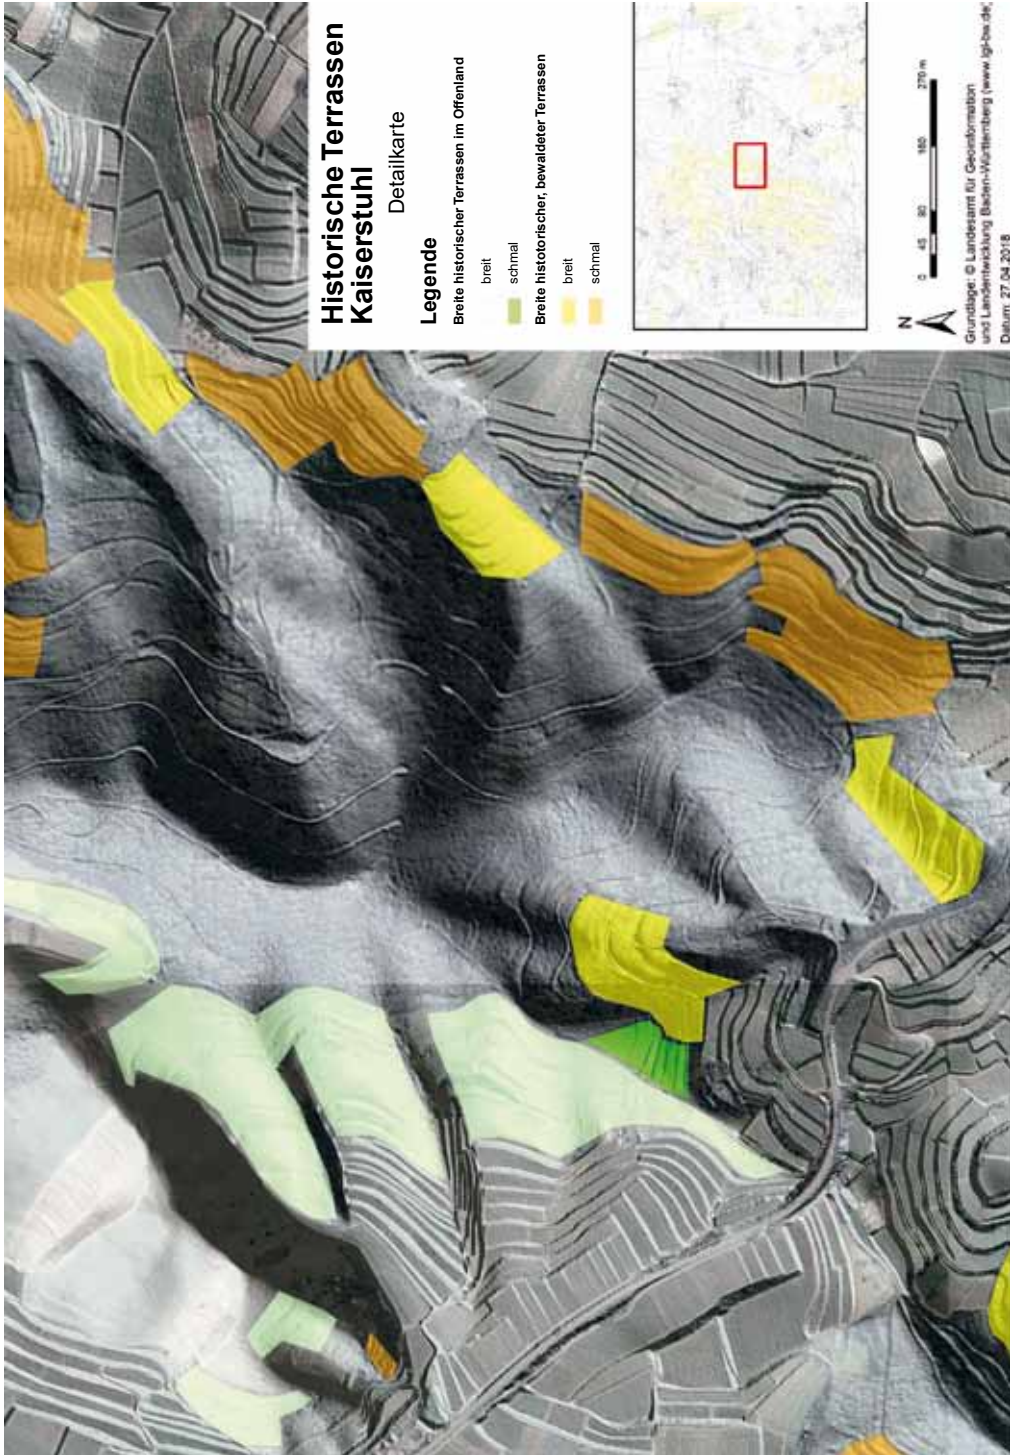 Historische Terrassen
Kaiserstuhl
Detailkarte
Legende
Breite historischer Terrassen im Offenland
breit
schmal
Breite histotorischer, bewaldeter Terrassen
breit
schmal
N
0 45 90 180 270 m
Grundlage: © Landesamt für Geoinformation
und Landentwicklung Baden-Württemberg (www.lgl-bw.de)
Datum: 27.04.2018